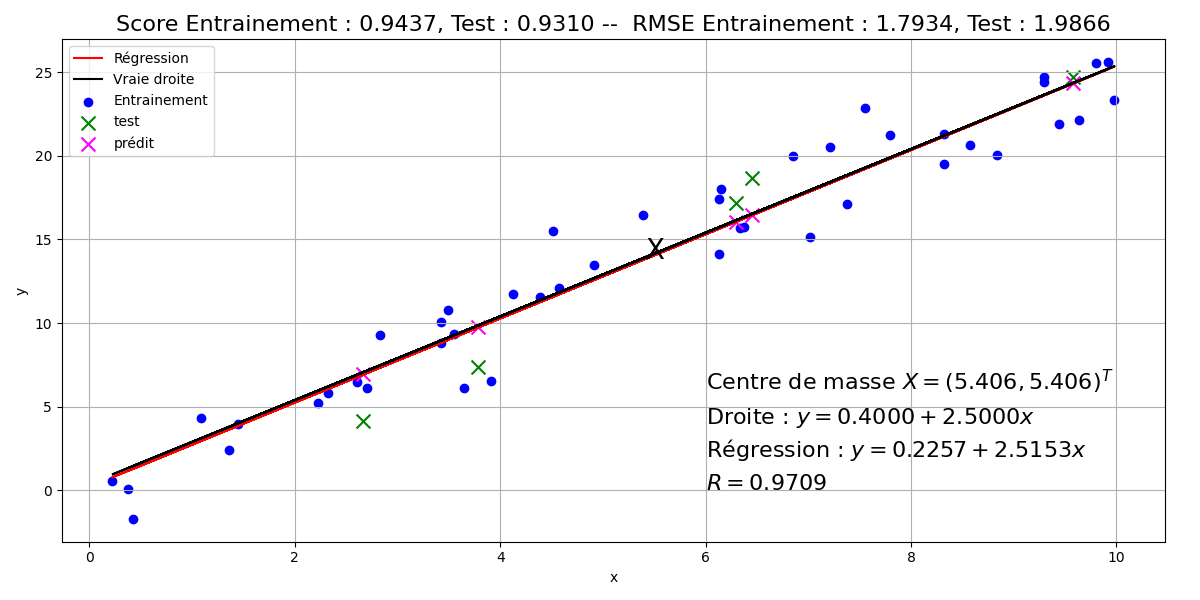 Score Entrainement : 0.9437, Test : 0.9310 --  RMSE Entrainement : 1.7934, Test : 1.9866
Régression
Vraie droite
Entrainement
test
prédit
25
20
15
10
5
0
y
X
Centre de masse X = (5.406, 5.406)^T
Droite : y = 0.4000 + 2.5000x
Régression : y = 0.2257 + 2.5153x
R = 0.9709
0 2 4 6 8 10
x